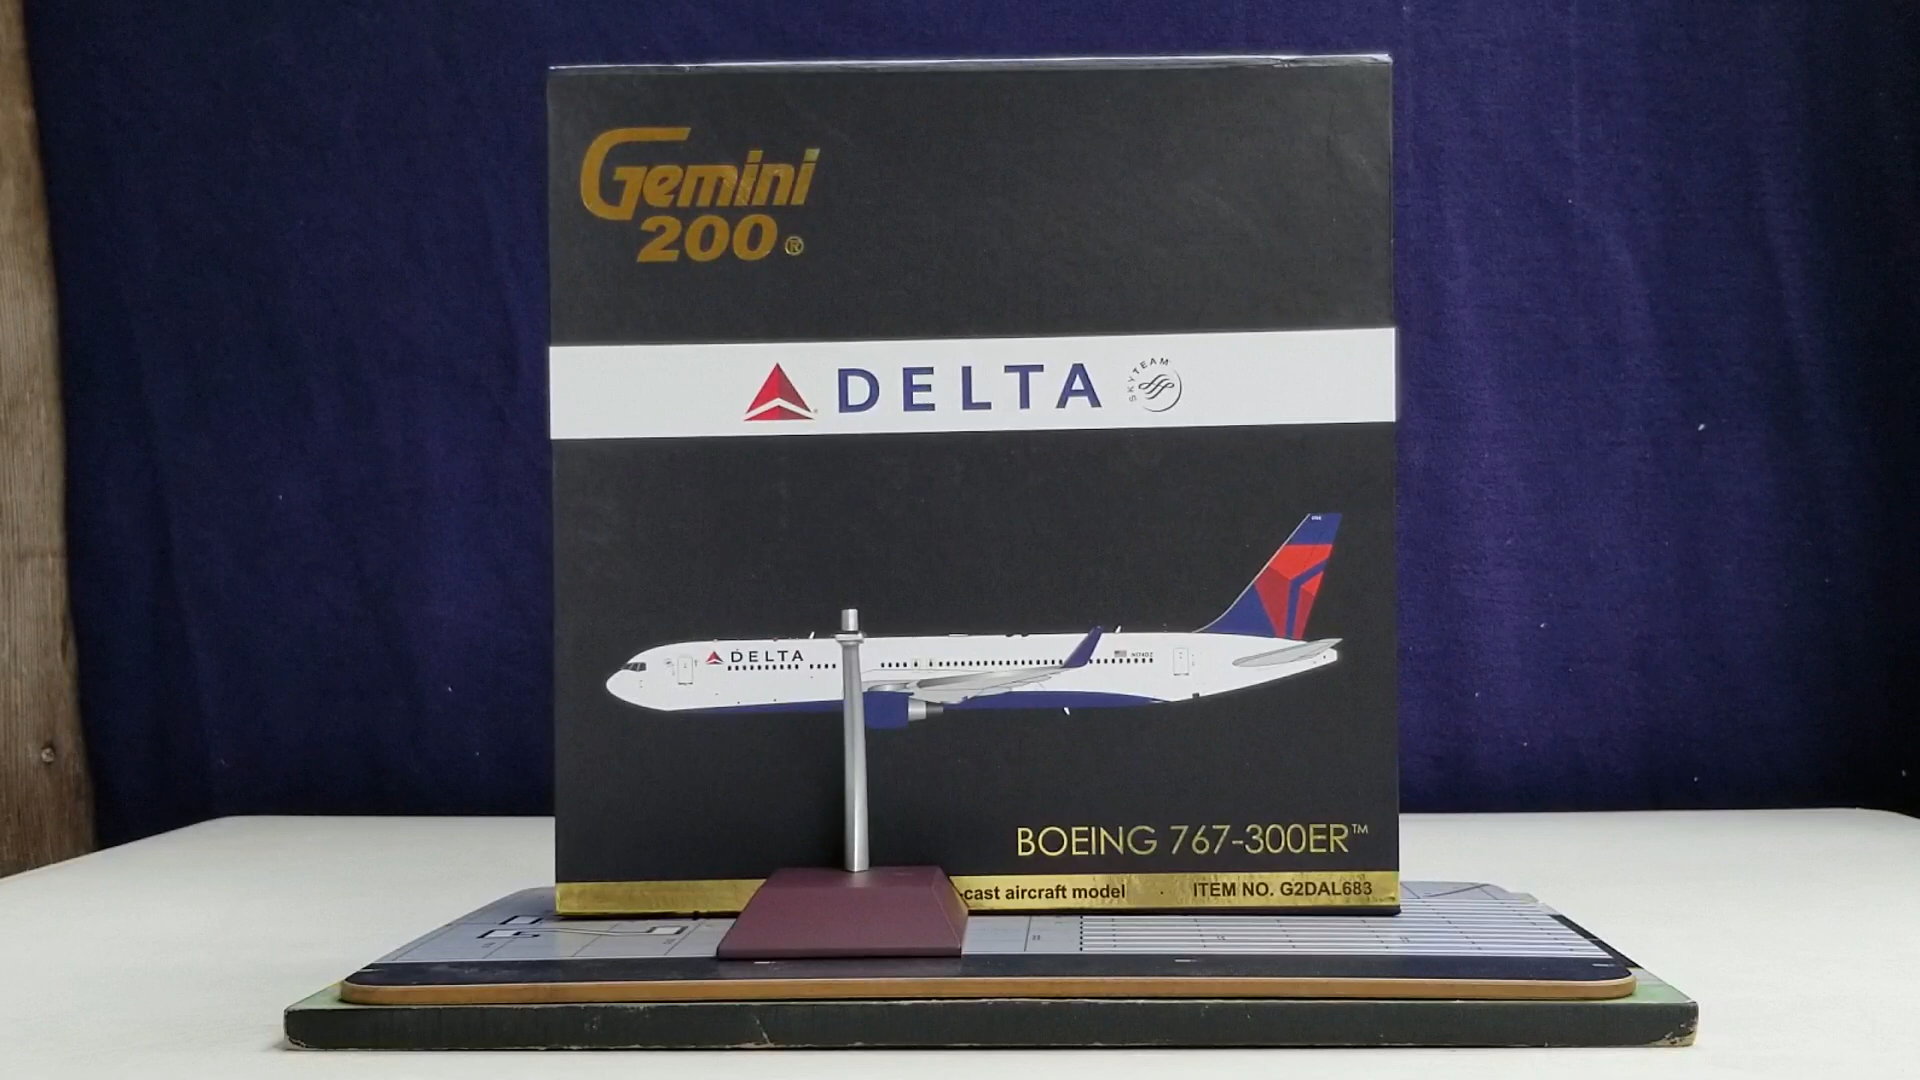 Gemini
200®
DELTA SKYTEAM
DELTA
BOEING 767-300ER™
-cast aircraft model ITEM NO. G2DAL683